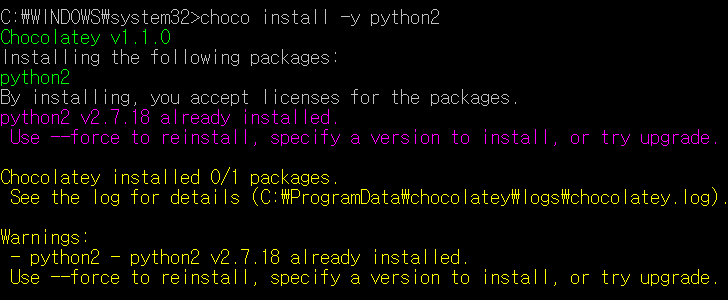 C:₩WINDOWS₩system32>choco install -y python2
Chocolatey v1.1.0
Installing the following packages:
python2
By installing, you accept licenses for the packages.
python2 v2.7.18 already installed.
Use --force to reinstall, specify a version to install, or try upgrade.
Chocolatey installed 0/1 packages.
See the log for details (C:₩ProgramData₩chocolatey₩logs₩chocolatey.log).
Warnings:
- python2 - python2 v2.7.18 already installed.
Use --force to reinstall, specify a version to install, or try upgrade.